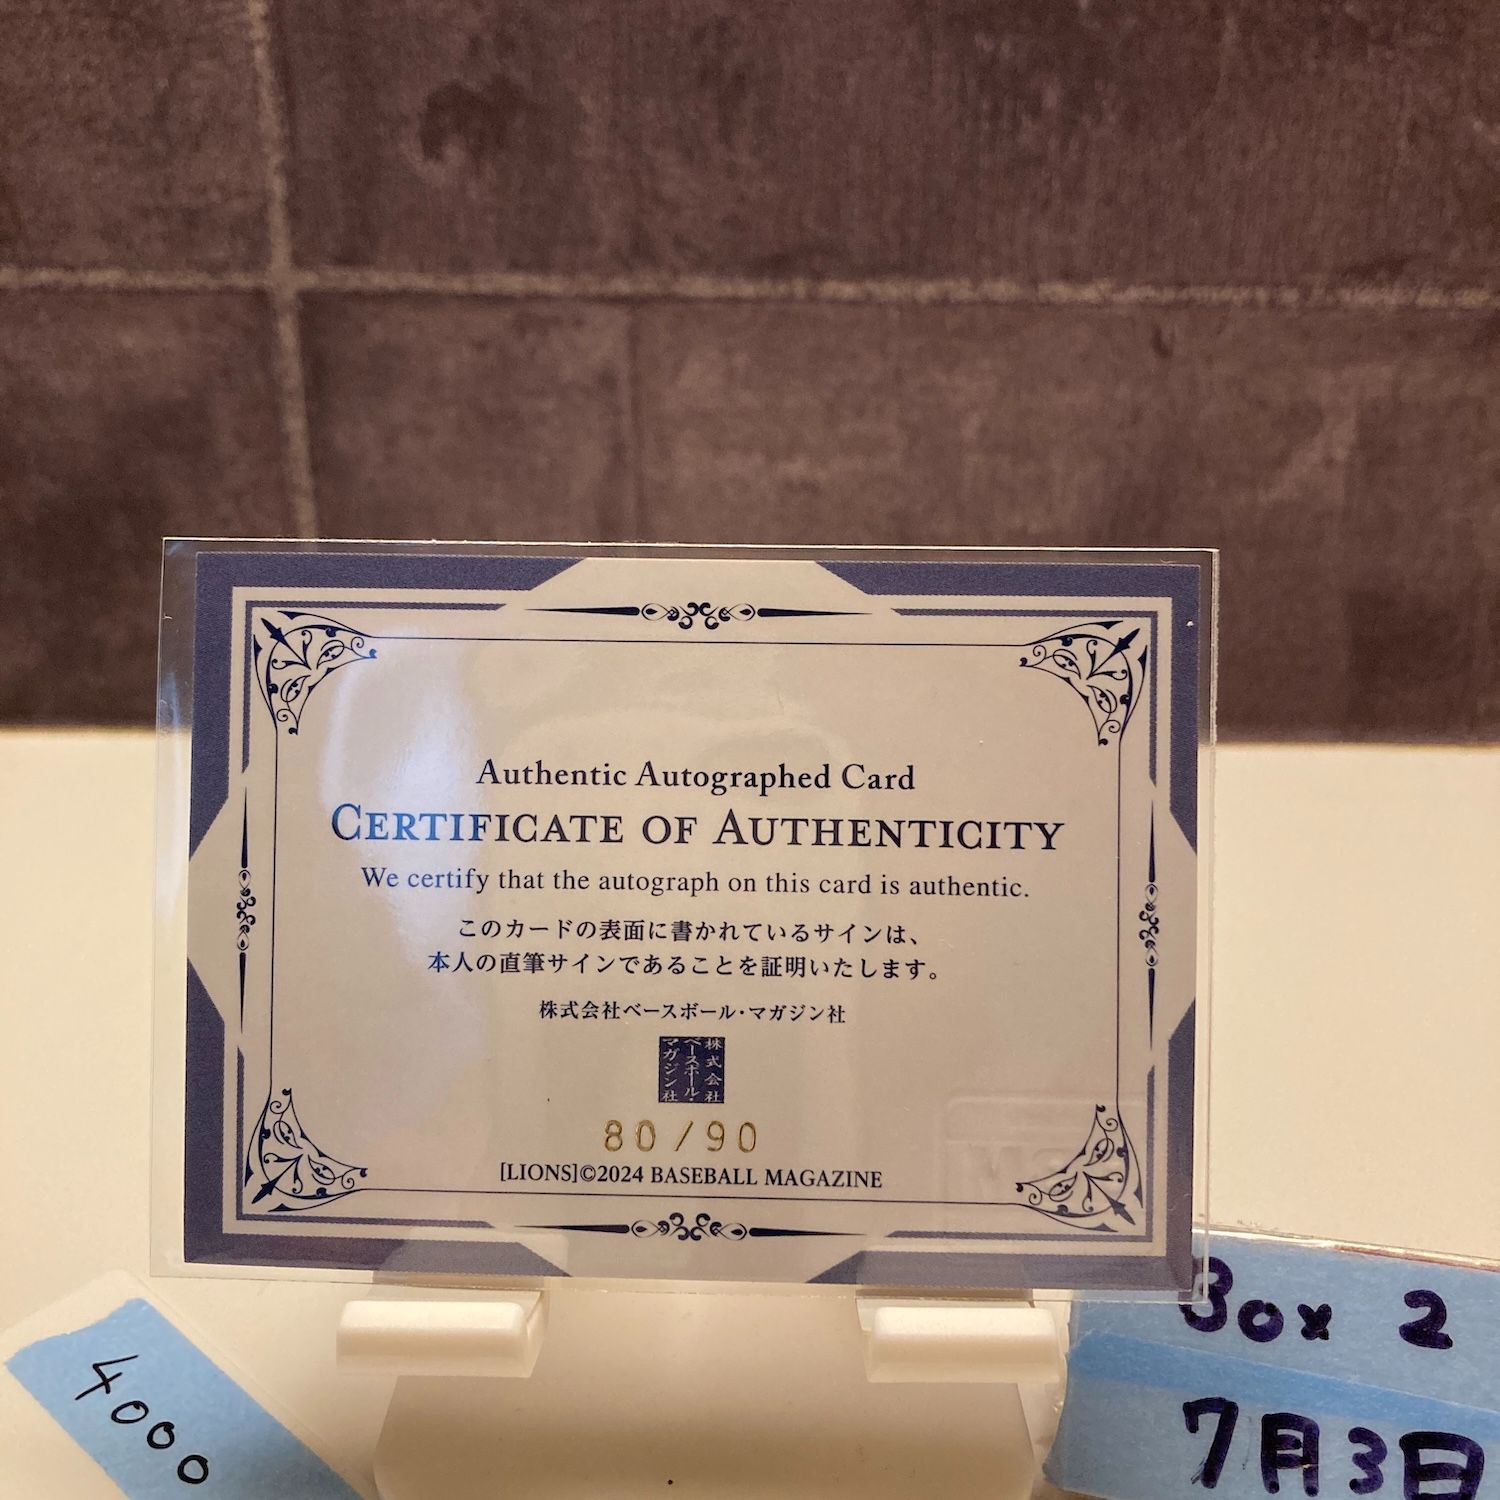 Authentic Autographed Card
CERTIFICATE OF AUTHENTICITY
We certify that the autograph on this card is authentic.
このカードの表面に書かれているサインは、
本人の直筆サインであることを証明いたします。
株式会社ベースボール・マガジン社
株式会社
ベースボール・
マガジン社
80/90
[LIONS]©2024 BASEBALL MAGAZINE
4000
Box 2
7月3日